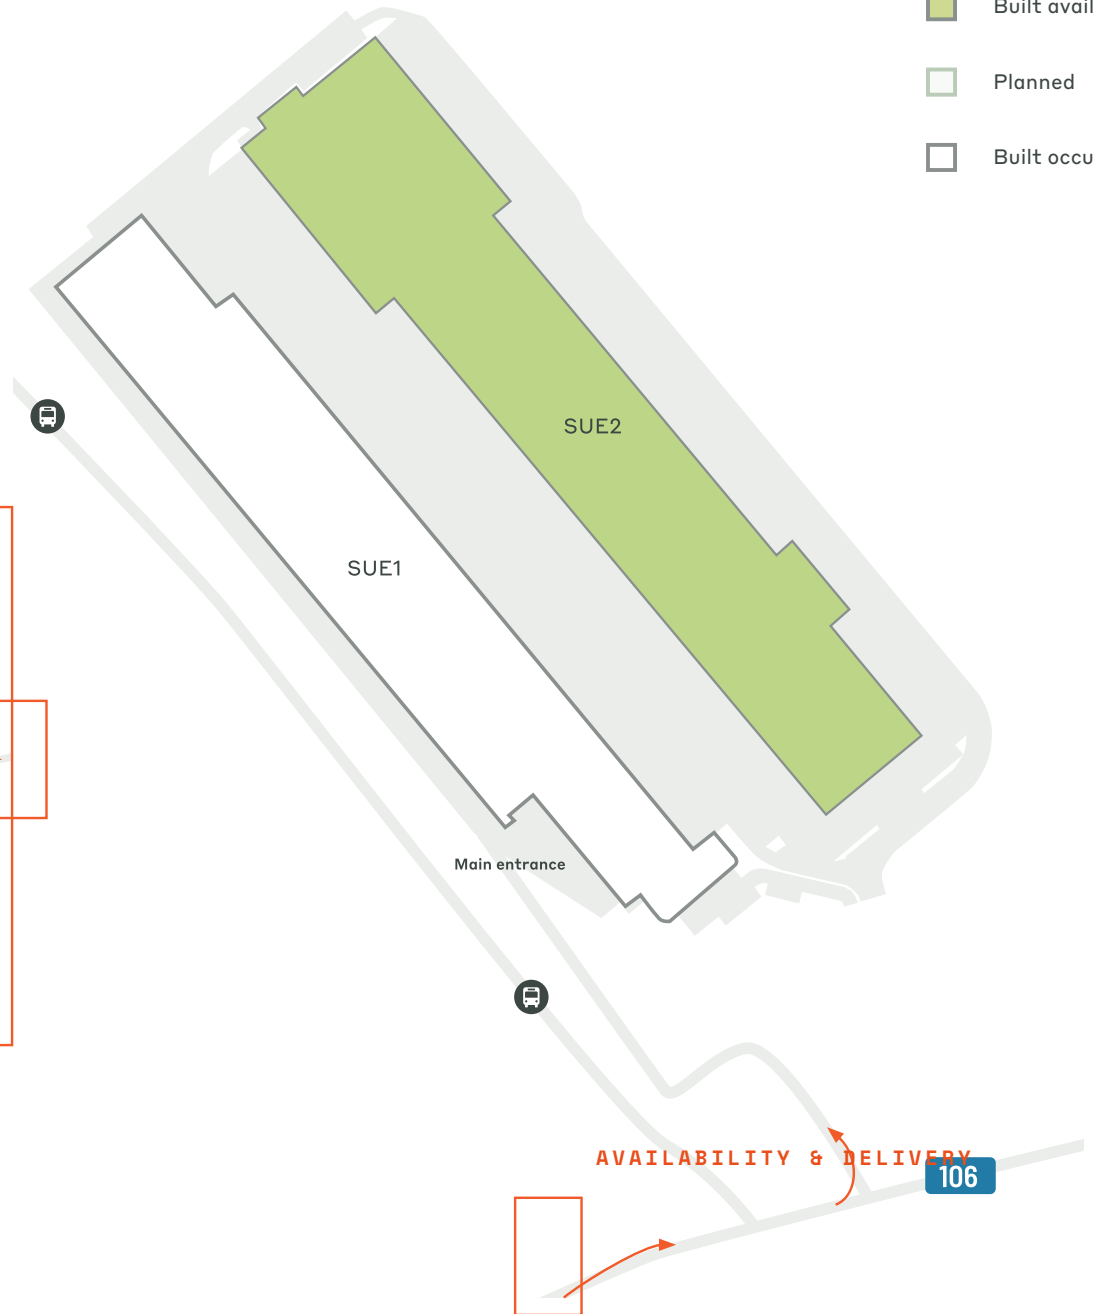 Built avail
Planned
Built occu
SUE2
SUE1
Main entrance
AVAILABILITY & DELIVERY
106